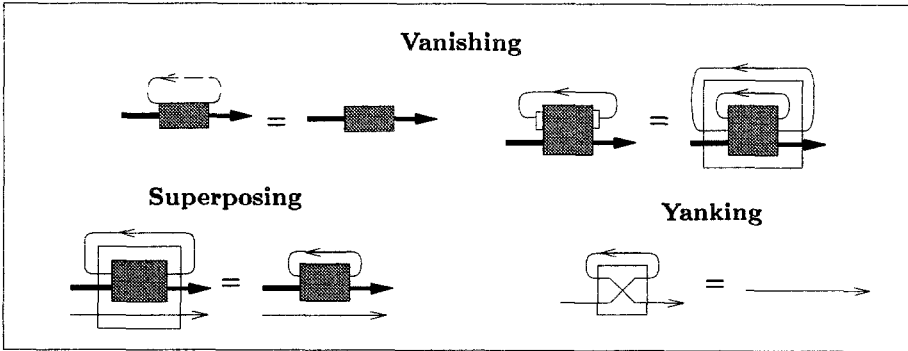 Vanishing
=
=
Superposing
Yanking
=
=